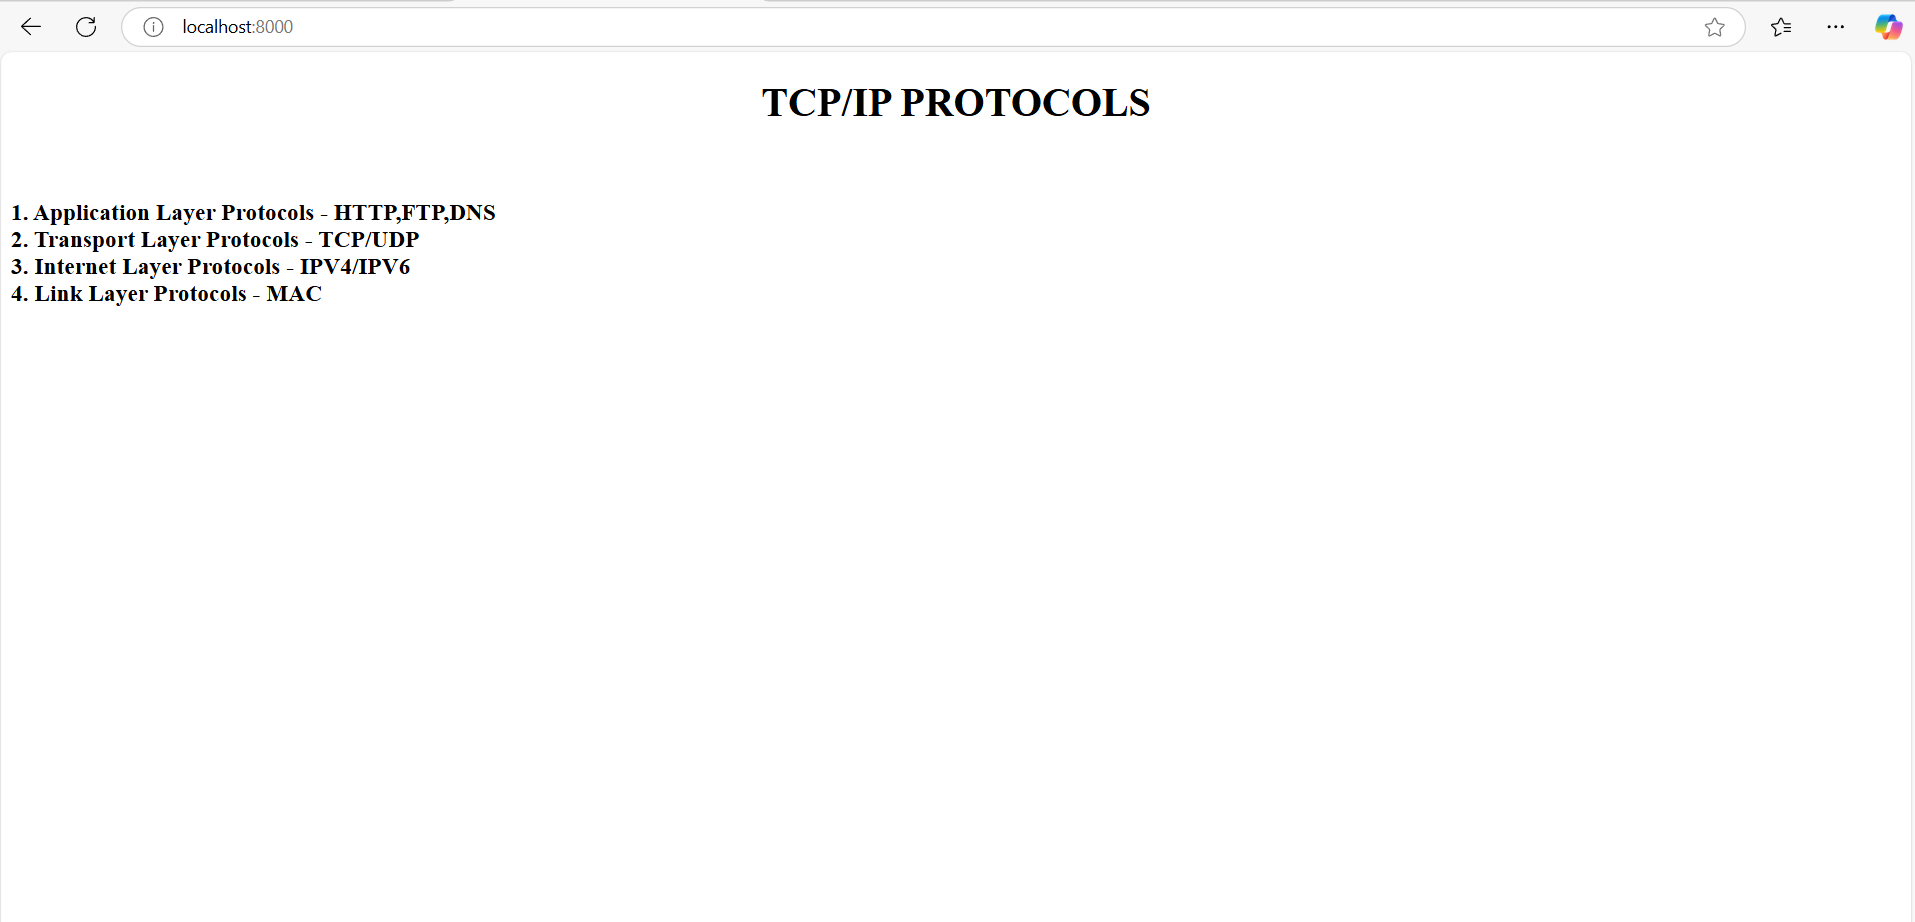 localhost:8000
TCP/IP PROTOCOLS
1. Application Layer Protocols - HTTP,FTP,DNS
2. Transport Layer Protocols - TCP/UDP
3. Internet Layer Protocols - IPV4/IPV6
4. Link Layer Protocols - MAC